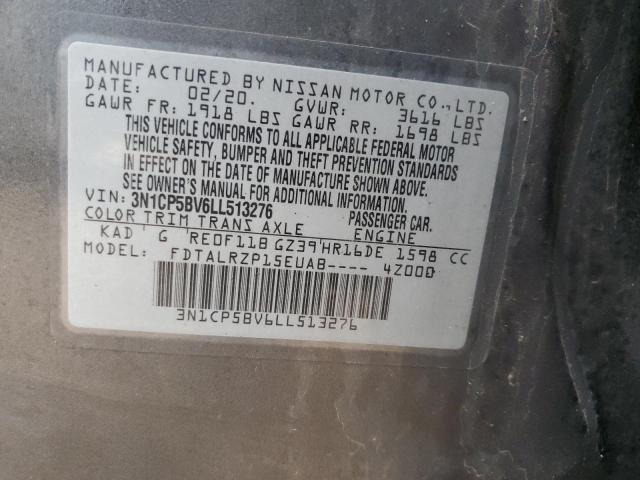 MANUFACTURED BY NISSAN MOTOR CO.,LTD.
DATE: 02/20. GVWR: 3616 LBS
GAWR FR: 1918 LBS GAWR RR: 1698 LBS
THIS VEHICLE CONFORMS TO ALL APPLICABLE FEDERAL MOTOR
VEHICLE SAFETY, BUMPER AND THEFT PREVENTION STANDARDS
IN EFFECT ON THE DATE OF MANUFACTURE SHOWN ABOVE.
SEE OWNER'S MANUAL FOR ADDITIONAL INFORMATION.
VIN: 3N1CP5BV6LL513276 PASSENGER CAR.
COLOR TRIM TRANS AXLE ENGINE
KAD G RE0F11B GZ39 HR16DE 1598 CC
MODEL: FDTALRZP15EUAB---- 4Z000
3N1CP5BV6LL513276